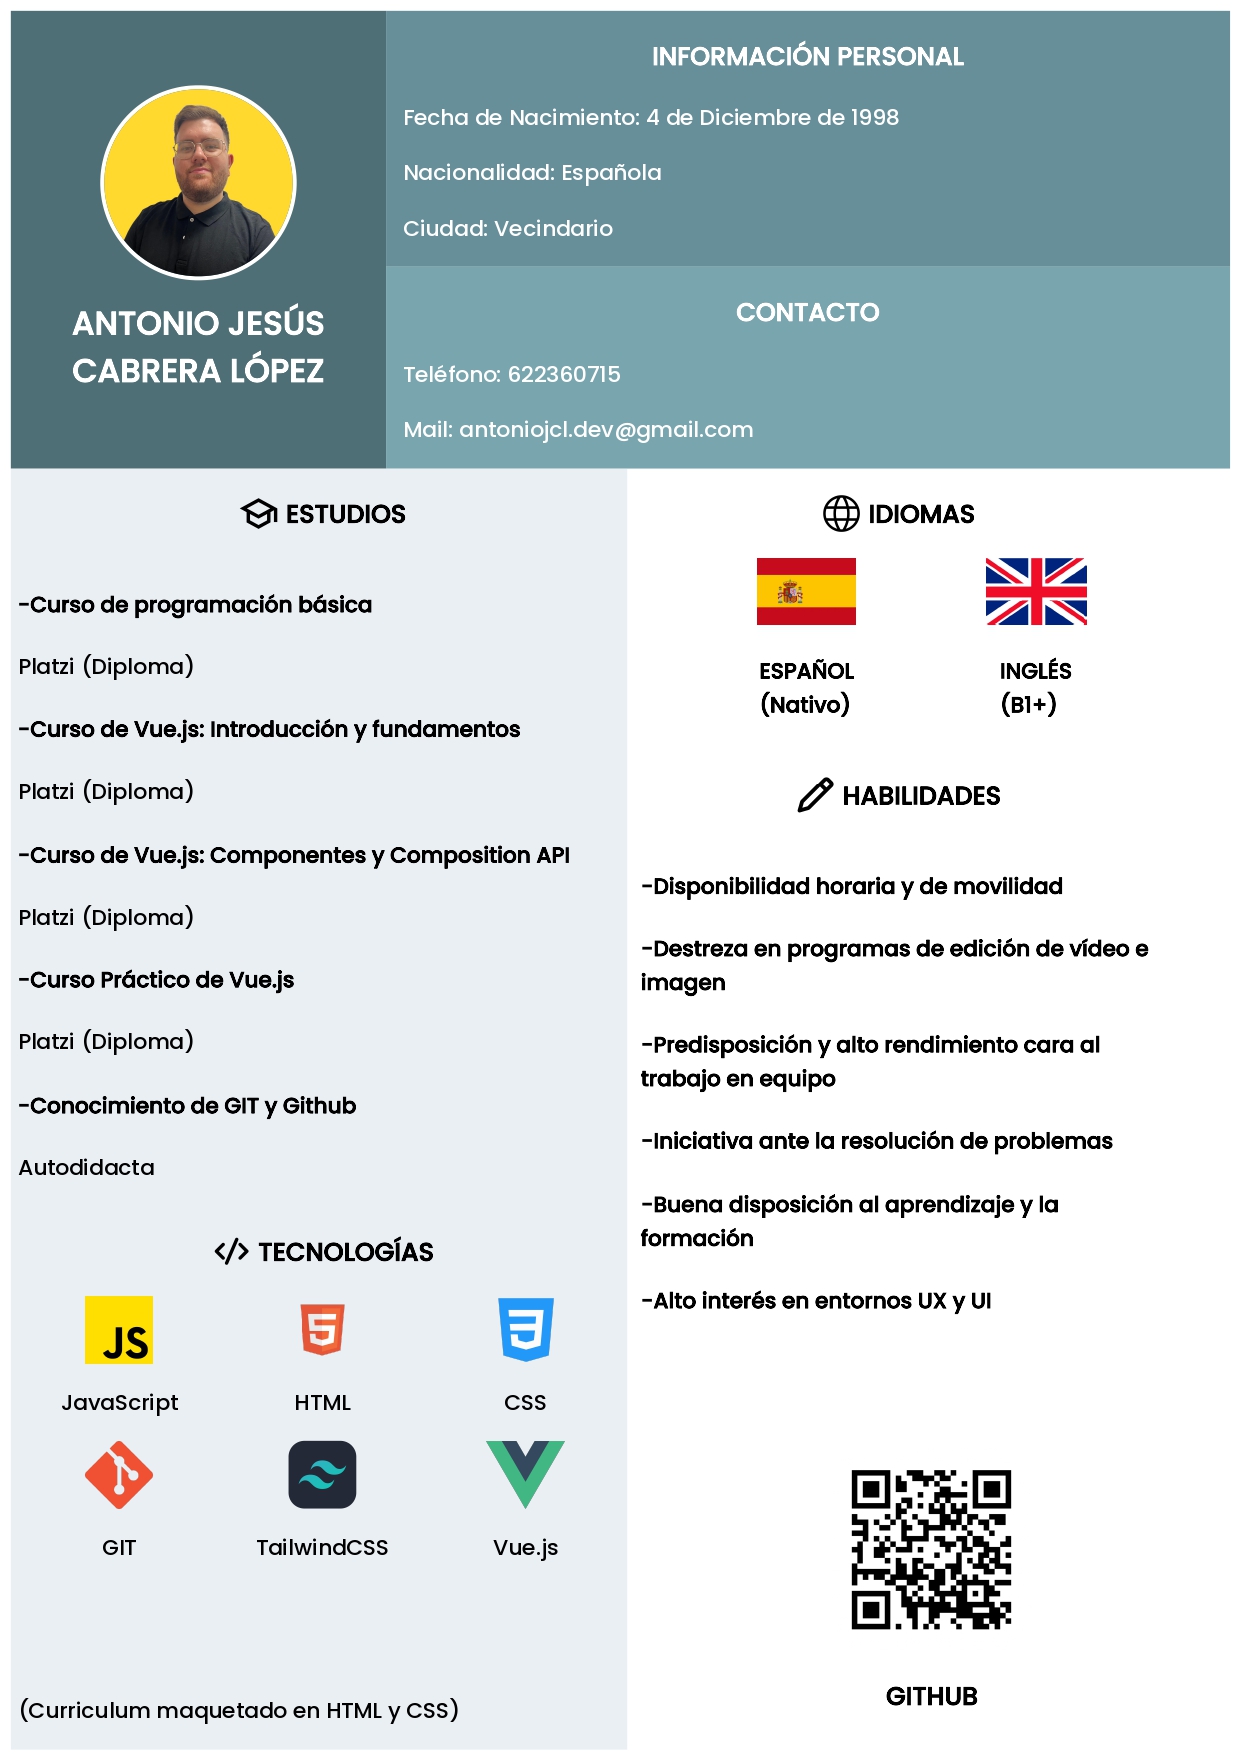 ANTONIO JESÚS
CABRERA LÓPEZ
INFORMACIÓN PERSONAL
Fecha de Nacimiento: 4 de Diciembre de 1998
Nacionalidad: Española
Ciudad: Vecindario
CONTACTO
Teléfono: 622360715
Mail: antoniojcl.dev@gmail.com
ESTUDIOS
-Curso de programación básica
Platzi (Diploma)
-Curso de Vue.js: Introducción y fundamentos
Platzi (Diploma)
-Curso de Vue.js: Componentes y Composition API
Platzi (Diploma)
-Curso Práctico de Vue.js
Platzi (Diploma)
-Conocimiento de GIT y Github
Autodidacta
TECNOLOGÍAS
JS
JavaScript
HTML
CSS
GIT
TailwindCSS
Vue.js
(Curriculum maquetado en HTML y CSS)
IDIOMAS
ESPAÑOL
(Nativo)
INGLÉS
(B1+)
HABILIDADES
-Disponibilidad horaria y de movilidad
-Destreza en programas de edición de vídeo e
imagen
-Predisposición y alto rendimiento cara al
trabajo en equipo
-Iniciativa ante la resolución de problemas
-Buena disposición al aprendizaje y la
formación
-Alto interés en entornos UX y UI
GITHUB